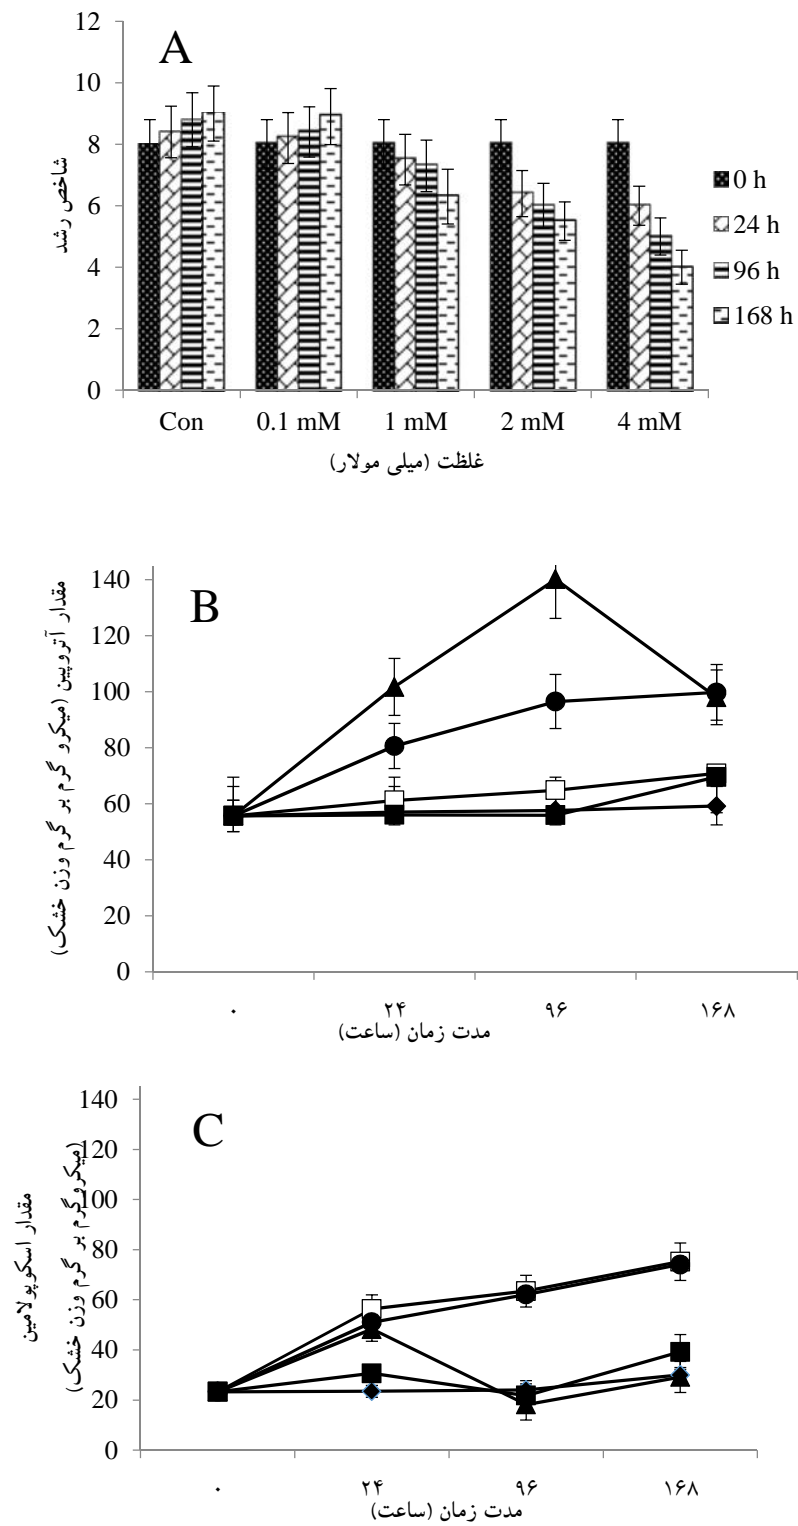 A
12
10
8
6
4
2
0
شاخص رشد
0 h
24 h
96 h
168 h
Con 0.1 mM 1 mM 2 mM 4 mM
غلظت (میلی مولار)
B
140
120
100
80
60
40
20
0
مقدار آتروپین (میکرو گرم بر گرم وزن خشک)
۰ ۲۴ ۹۶ ۱۶۸
مدت زمان (ساعت)
C
140
120
100
80
60
40
20
0
مقدار اسکوپولامین
(میکرو گرم بر گرم وزن خشک)
۰ ۲۴ ۹۶ ۱۶۸
مدت زمان (ساعت)